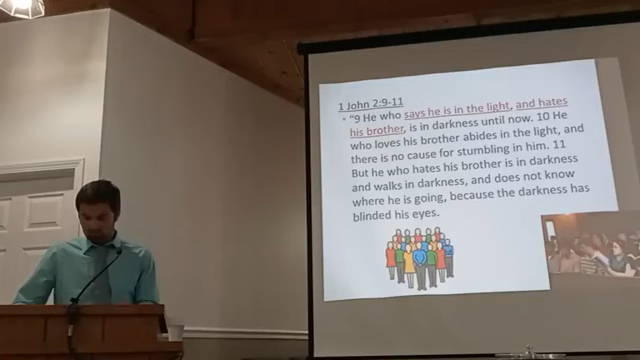 1 John 2:9-11
• "9 He who says he is in the light, and hates
his brother, is in darkness until now. 10 He
who loves his brother abides in the light, and
there is no cause for stumbling in him. 11
But he who hates his brother is in darkness
and walks in darkness, and does not know
where he is going, because the darkness has
blinded his eyes.